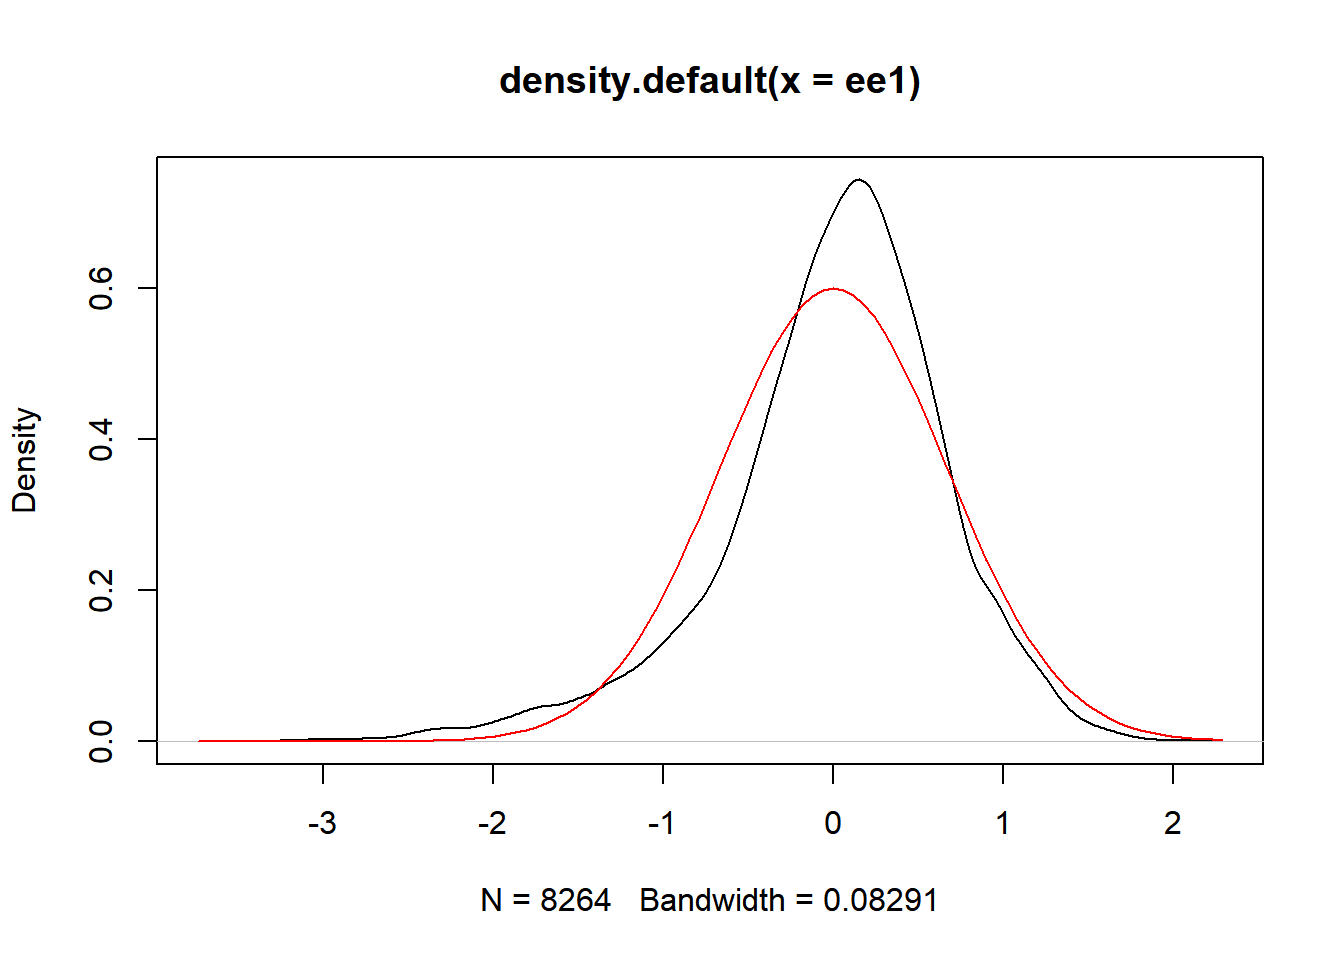 density.default(x = ee1)
Density
0.0 0.2 0.4 0.6
-3 -2 -1 0 1 2
N = 8264 Bandwidth = 0.08291